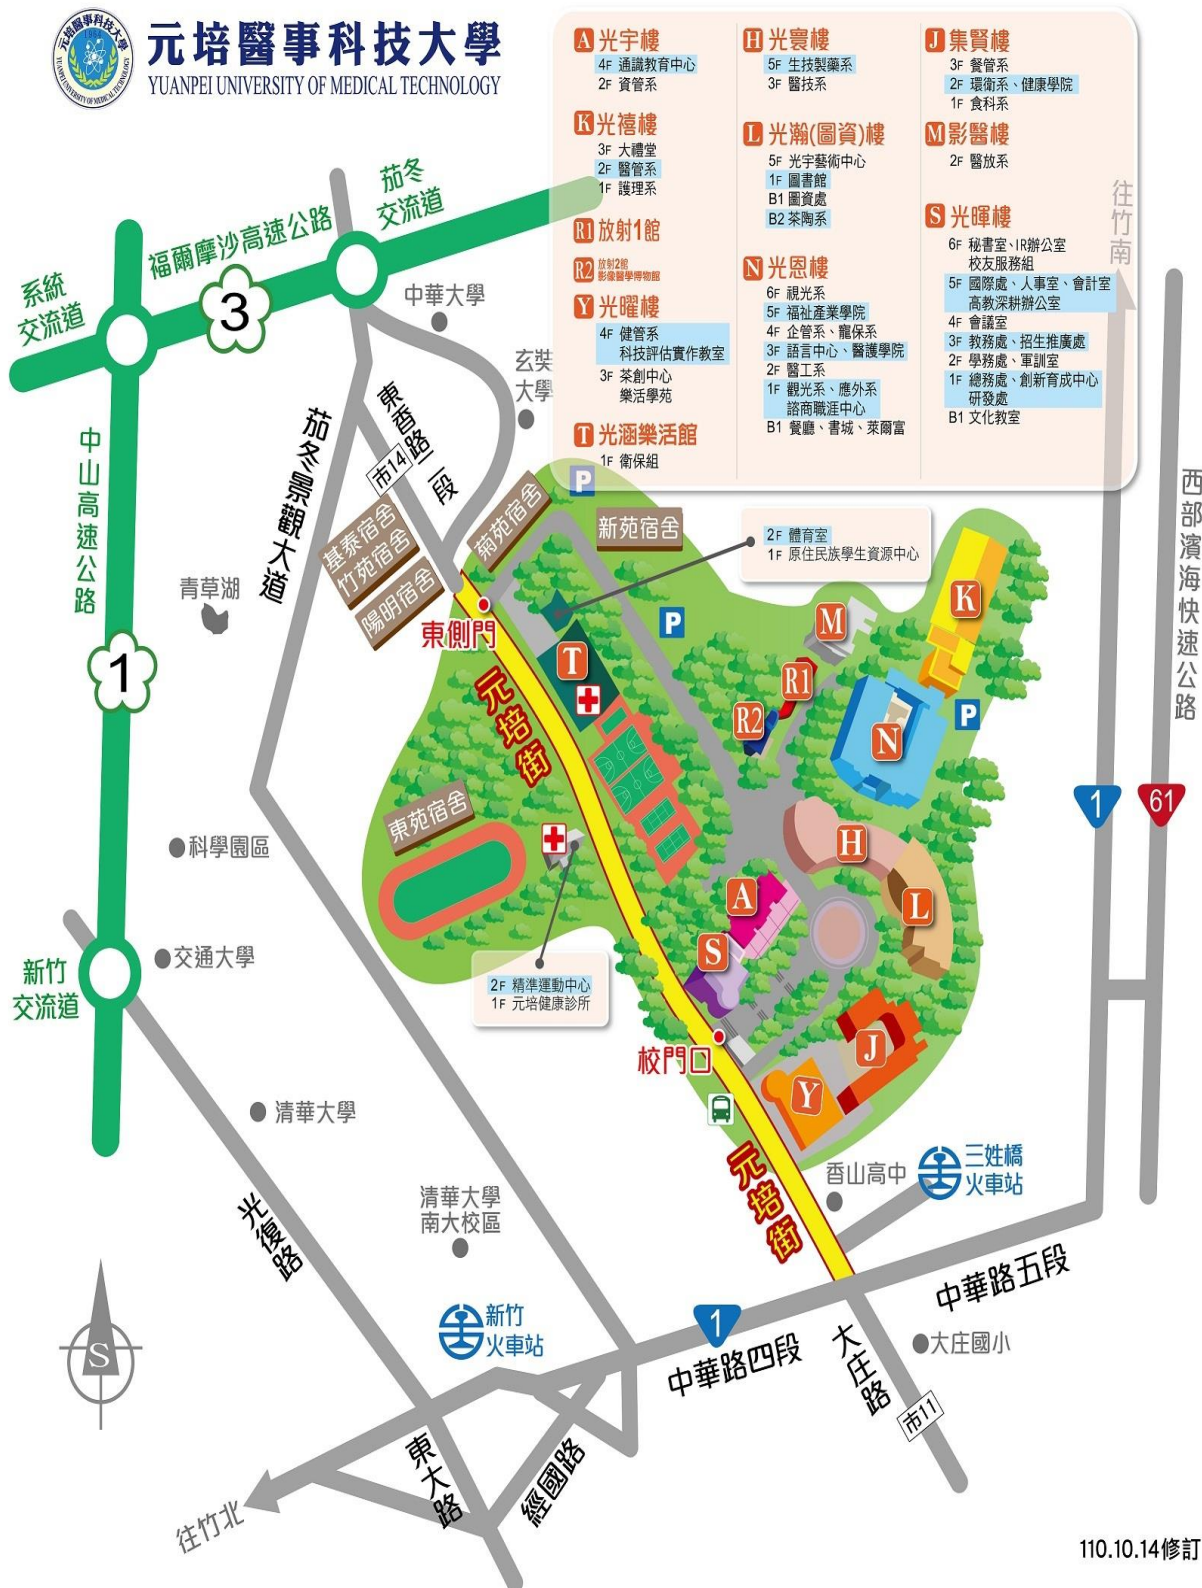 元培醫事科技大學
YUANPEI UNIVERSITY OF MEDICAL TECHNOLOGY
A 光宇樓
4F 通識教育中心
2F 資管系
K 光禧樓
3F 大禮堂
2F 醫管系
1F 護理系
R1 放射1館
R2 放射2館
影像醫學博物館
Y 光曜樓
4F 健管系
科技評估實作教室
3F 茶創中心
樂活學苑
T 光涵樂活館
1F 衛保組
H 光寰樓
5F 生技製藥系
3F 醫技系
L 光瀚(圖資)樓
5F 光宇藝術中心
1F 圖書館
B1 圖資處
B2 茶陶系
N 光恩樓
6F 視光系
5F 福祉產業學院
4F 企管系、寵保系
3F 語言中心、醫護學院
2F 醫工系
1F 觀光系、應外系
諮商職涯中心
B1 餐廳、書城、萊爾富
J 集賢樓
3F 餐管系
2F 環衛系、健康學院
1F 食科系
M 影醫樓
2F 醫放系
S 光暉樓
6F 秘書室、IR辦公室
校友服務組
5F 國際處、人事室、會計室
高教深耕辦公室
4F 會議室
3F 教務處、招生推廣處
2F 學務處、軍訓室
1F 總務處、創新育成中心
研發處
B1 文化教室
往竹南
茄冬
交流道
福爾摩沙高速公路
系統
交流道
3
中華大學
玄奘
大學
東香路二段
市14
茄冬景觀大道
中山高速公路
1
西部濱海快速公路
P
菊苑宿舍
新苑宿舍
基泰宿舍
竹苑宿舍
陽明宿舍
2F 體育室
1F 原住民族學生資源中心
青草湖
東側門
K
M
P
T
R1
R2
N
P
元培街
1
61
東苑宿舍
科學園區
H
A
L
S
交通大學
新竹
交流道
2F 精準運動中心
1F 元培健康診所
校門口
J
Y
清華大學
元培街
香山高中
三姓橋
火車站
清華大學
南大校區
光復路
中華路五段
新竹
火車站
1
中華路四段
大庄路
大庄國小
S
市11
東大路
經國路
往竹北
110.10.14修訂